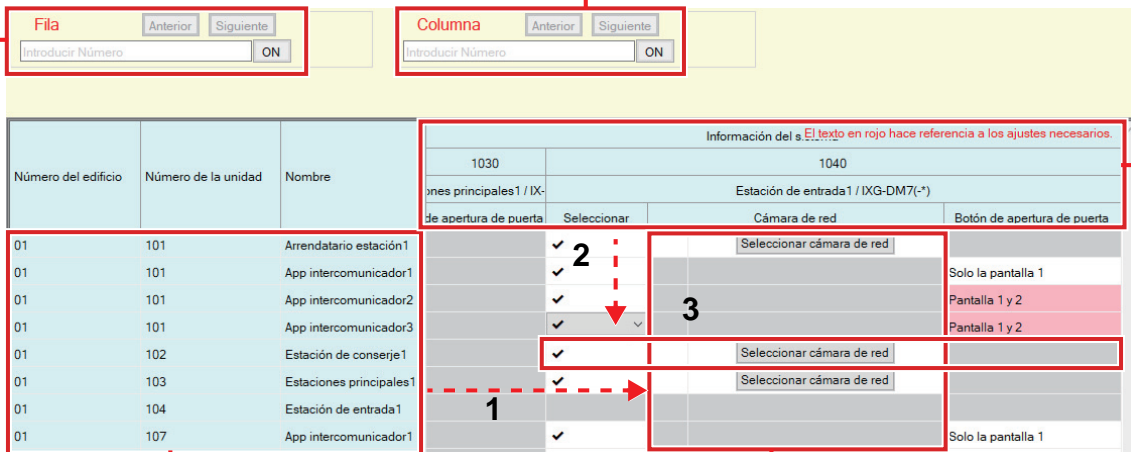 Fila Anterior Siguiente
Introducir Número ON
Columna Anterior Siguiente
Introducir Número ON
Información del s El texto en rojo hace referencia a los ajustes necesarios.
1030 1040
Número del edificio Número de la unidad Nombre
ones principales1 / IX- Estación de entrada1 / IXG-DM7(-*)
de apertura de puerta Seleccionar Cámara de red Botón de apertura de puerta
01 101 Arrendatario estación1 ✔ Seleccionar cámara de red
2
01 101 App intercomunicador1 ✔ Solo la pantalla 1
01 101 App intercomunicador2 ✔ Pantalla 1 y 2
3
01 101 App intercomunicador3 ✔ Pantalla 1 y 2
01 102 Estación de conserje1 ✔ Seleccionar cámara de red
01 103 Estaciones principales1 ✔ Seleccionar cámara de red
01 104 Estación de entrada1
1
01 107 App intercomunicador1 ✔ Solo la pantalla 1